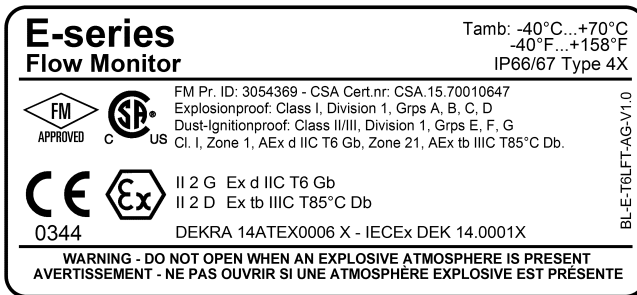 E-series
Flow Monitor
Tamb: -40°C...+70°C
-40°F...+158°F
IP66/67 Type 4X
FM
APPROVED
SA
C US
FM Pr. ID: 3054369 - CSA Cert.nr: CSA.15.70010647
Explosionproof: Class I, Division 1, Grps A, B, C, D
Dust-Ignitionproof: Class II/III, Division 1, Grps E, F, G
Cl. I, Zone 1, AEx d IIC T6 Gb, Zone 21, AEx tb IIIC T85°C Db.
BL-E-T6LFT-AG-V1.0
CE
0344
Ex
II 2 G Ex d IIC T6 Gb
II 2 D Ex tb IIIC T85°C Db
DEKRA 14ATEX0006 X - IECEx DEK 14.0001X
WARNING - DO NOT OPEN WHEN AN EXPLOSIVE ATMOSPHERE IS PRESENT
AVERTISSEMENT - NE PAS OUVRIR SI UNE ATMOSPHÈRE EXPLOSIVE EST PRÉSENTE